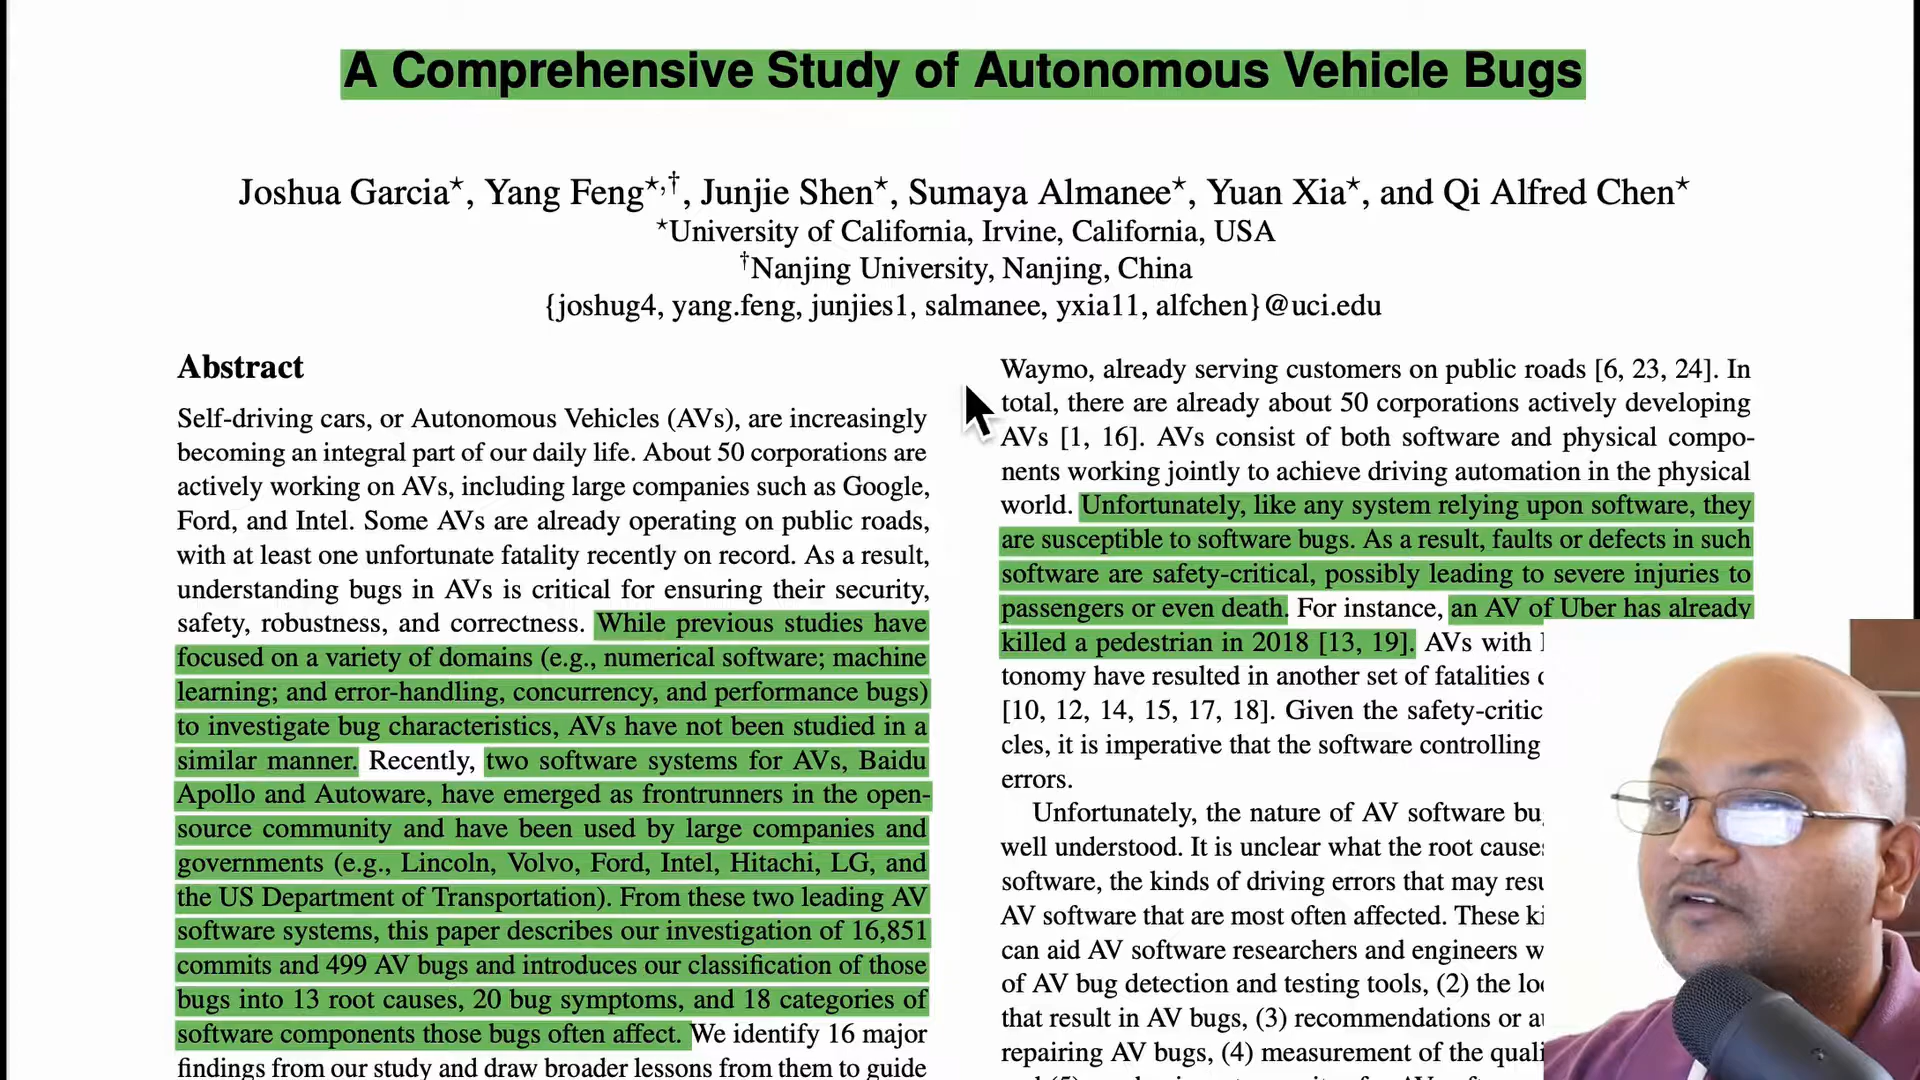 A Comprehensive Study of Autonomous Vehicle Bugs
Joshua Garcia⋆, Yang Feng⋆,†, Junjie Shen⋆, Sumaya Almanee⋆, Yuan Xia⋆, and Qi Alfred Chen⋆
⋆University of California, Irvine, California, USA
†Nanjing University, Nanjing, China
{joshug4, yang.feng, junjies1, salmanee, yxia11, alfchen}@uci.edu
Abstract
Self-driving cars, or Autonomous Vehicles (AVs), are increasingly
becoming an integral part of our daily life. About 50 corporations are
actively working on AVs, including large companies such as Google,
Ford, and Intel. Some AVs are already operating on public roads,
with at least one unfortunate fatality recently on record. As a result,
understanding bugs in AVs is critical for ensuring their security,
safety, robustness, and correctness. While previous studies have
focused on a variety of domains (e.g., numerical software; machine
learning; and error-handling, concurrency, and performance bugs)
to investigate bug characteristics, AVs have not been studied in a
similar manner. Recently, two software systems for AVs, Baidu
Apollo and Autoware, have emerged as frontrunners in the open-
source community and have been used by large companies and
governments (e.g., Lincoln, Volvo, Ford, Intel, Hitachi, LG, and
the US Department of Transportation). From these two leading AV
software systems, this paper describes our investigation of 16,851
commits and 499 AV bugs and introduces our classification of those
bugs into 13 root causes, 20 bug symptoms, and 18 categories of
software components those bugs often affect. We identify 16 major
findings from our study and draw broader lessons from them to guide
Waymo, already serving customers on public roads [6, 23, 24]. In
total, there are already about 50 corporations actively developing
AVs [1, 16]. AVs consist of both software and physical compo-
nents working jointly to achieve driving automation in the physical
world. Unfortunately, like any system relying upon software, they
are susceptible to software bugs. As a result, faults or defects in such
software are safety-critical, possibly leading to severe injuries to
passengers or even death. For instance, an AV of Uber has already
killed a pedestrian in 2018 [13, 19]. AVs with
tonomy have resulted in another set of fatalities
[10, 12, 14, 15, 17, 18]. Given the safety-critic
cles, it is imperative that the software controlling
errors.
Unfortunately, the nature of AV software bu
well understood. It is unclear what the root cause
software, the kinds of driving errors that may resu
AV software that are most often affected. These ki
can aid AV software researchers and engineers w
of AV bug detection and testing tools, (2) the lo
that result in AV bugs, (3) recommendations or a
repairing AV bugs, (4) measurement of the quali